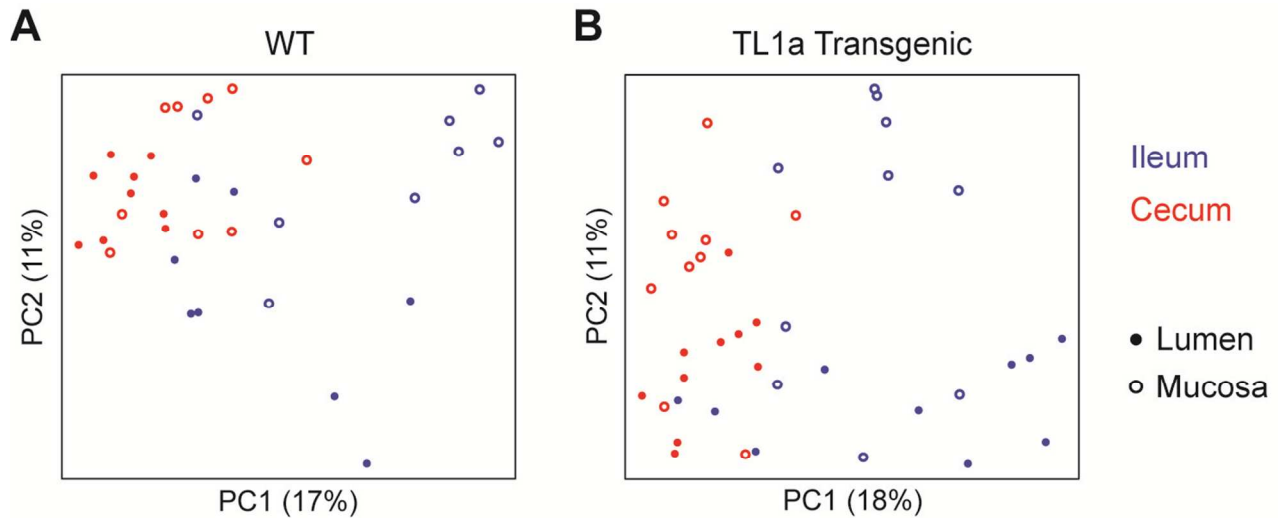 A
WT
PC2 (11%)
PC1 (17%)
B
TL1a Transgenic
PC2 (11%)
PC1 (18%)
Ileum
Cecum
Lumen
Mucosa